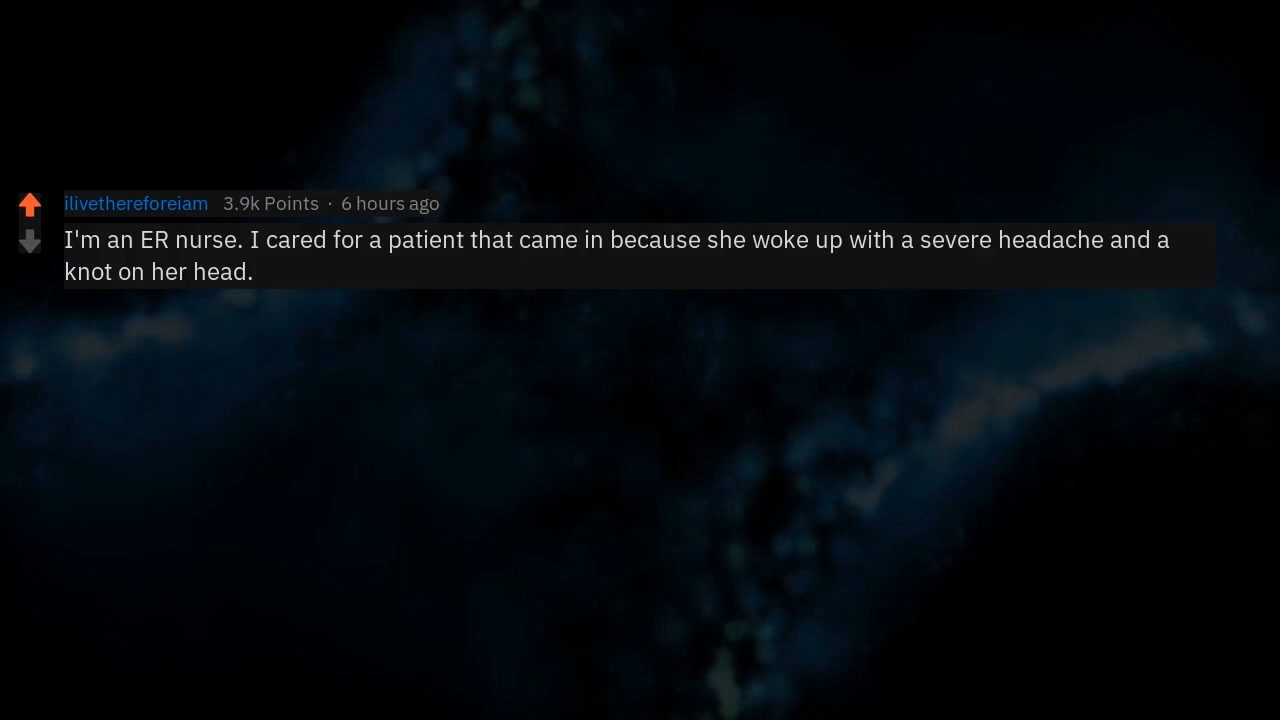 ilivethereforeiam 3.9k Points · 6 hours ago
I'm an ER nurse. I cared for a patient that came in because she woke up with a severe headache and a
knot on her head.